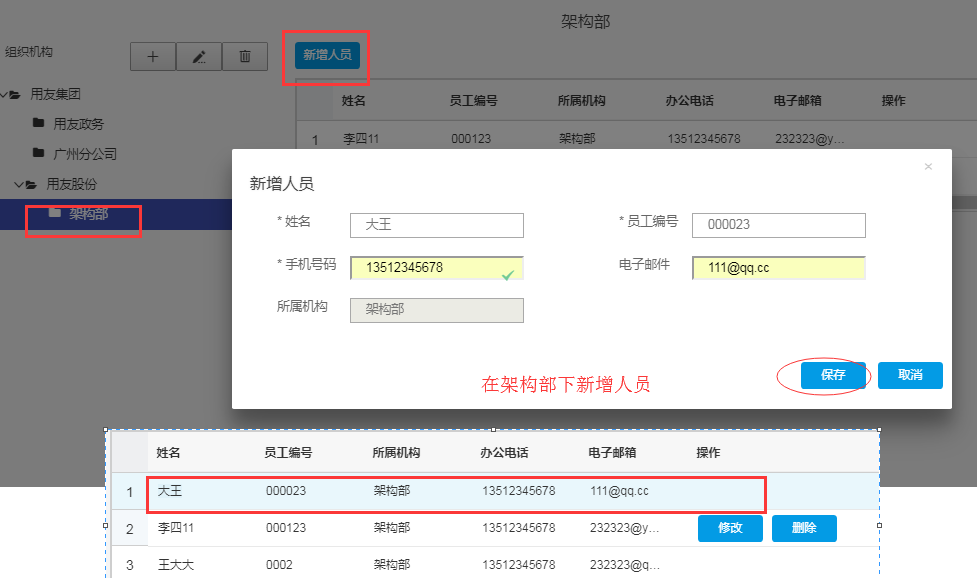 架构部
组织机构
新增人员
用友集团
用友政务
广州分公司
用友股份
架构部
姓名 员工编号 所属机构 办公电话 电子邮箱 操作
1 李四11 000123 架构部 13512345678 232323@y...
×
新增人员
* 姓名 大王 * 员工编号 000023
* 手机号码 13512345678 电子邮件 111@qq.cc
所属机构 架构部
在架构部下新增人员
保存 取消
姓名 员工编号 所属机构 办公电话 电子邮箱 操作
1 大王 000023 架构部 13512345678 111@qq.cc
2 李四11 000123 架构部 13512345678 232323@y... 修改 删除
3 王大大 0002 架构部 13512345678 232323@q...